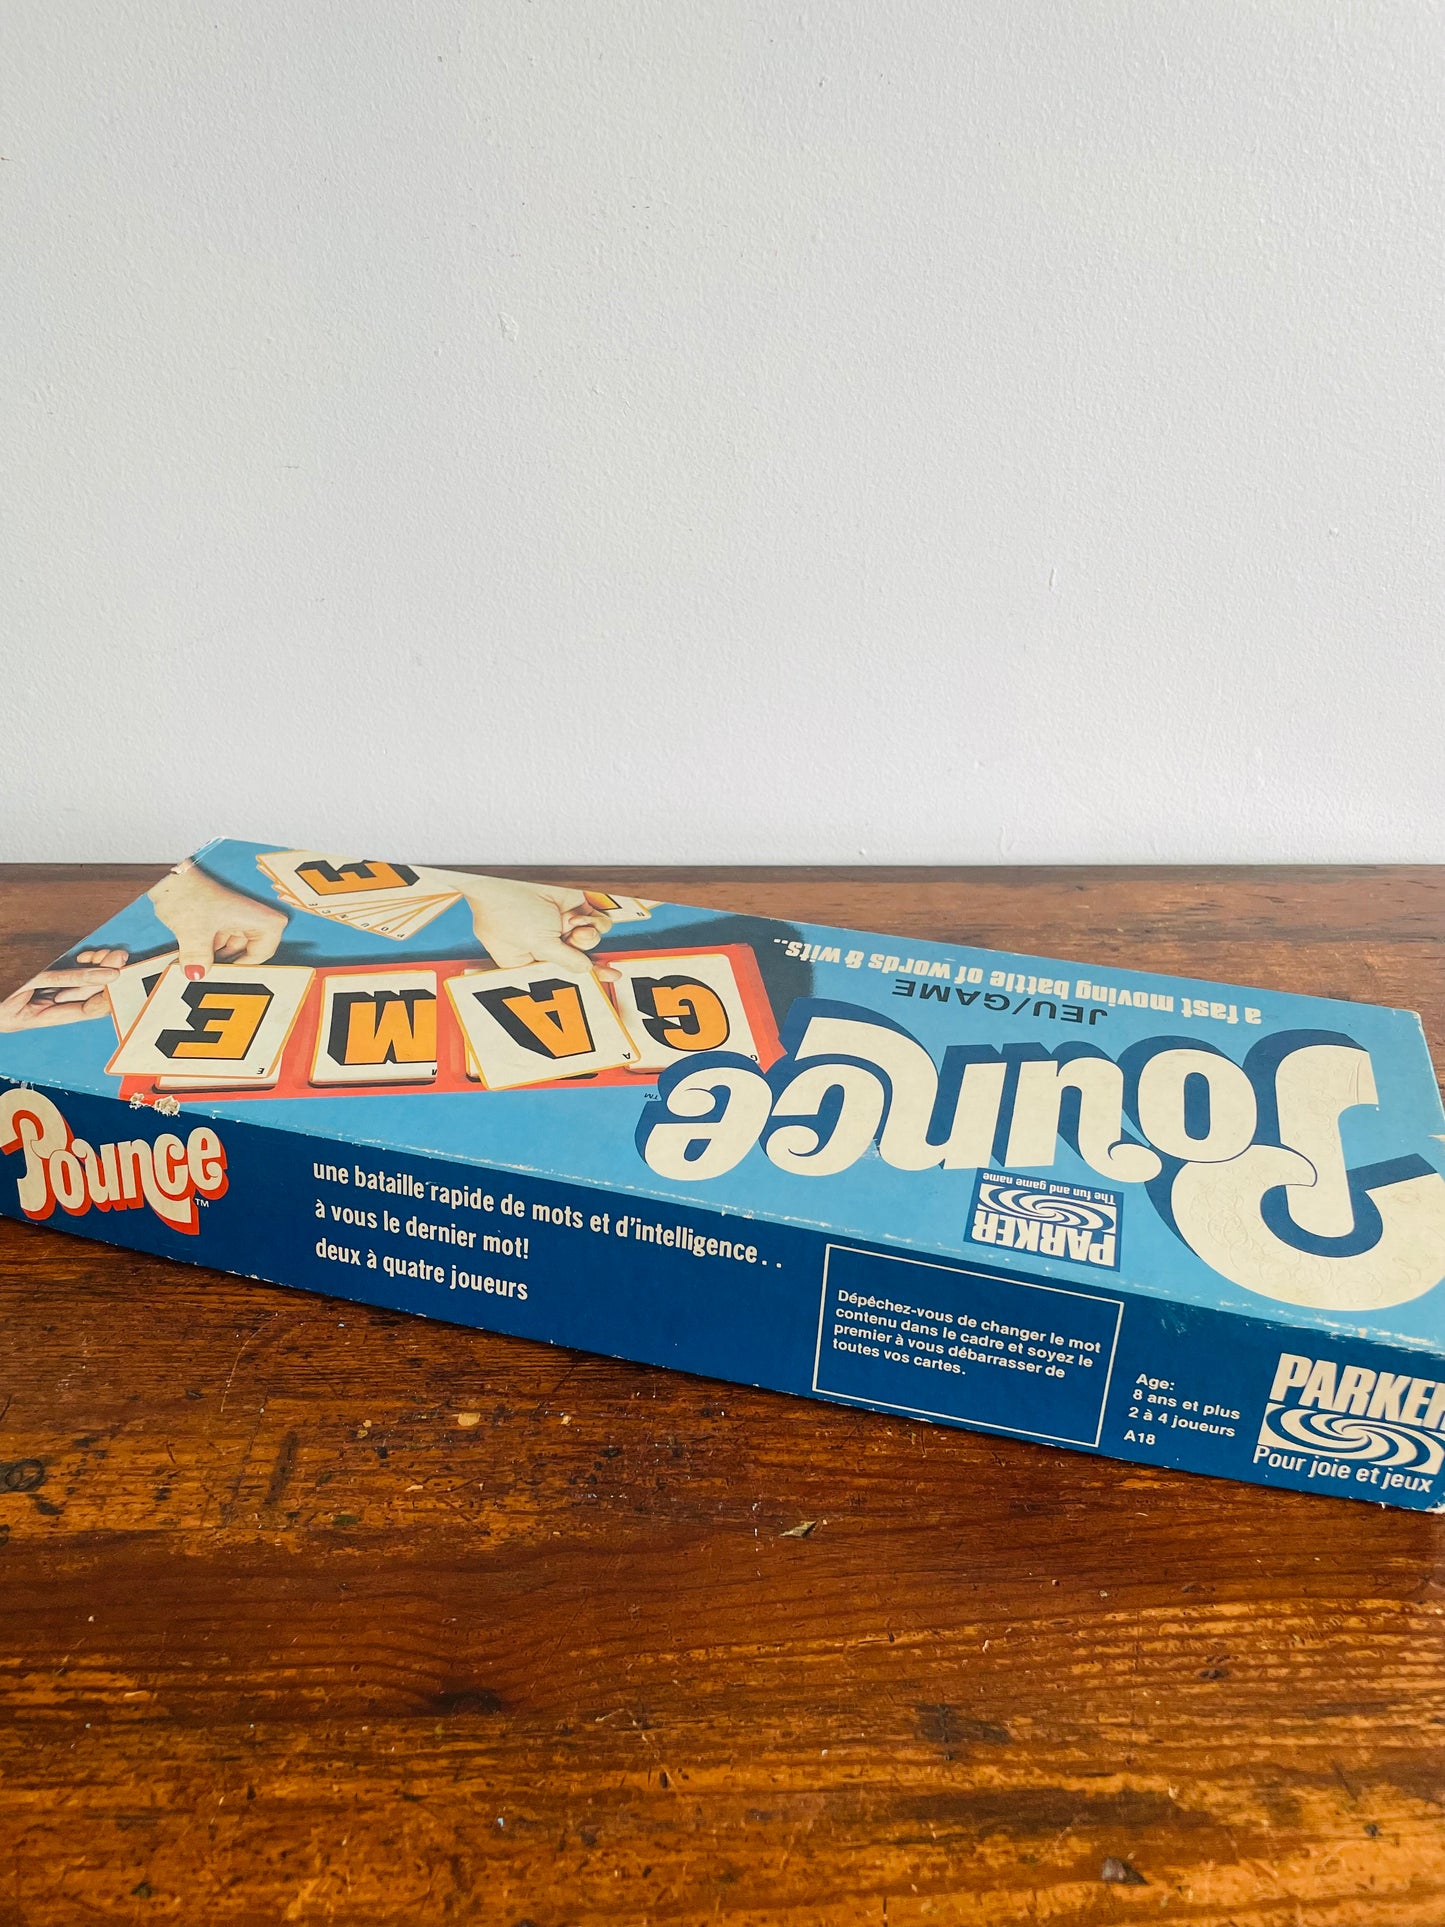 a fast moving battle of words & wits..
JEU/GAME
Pounce
TM
PARKER
The fun and game name
G A M E
G
A
M
E
E
P O U N C E
Pounce
TM
une bataille rapide de mots et d'intelligence..
à vous le dernier mot!
deux à quatre joueurs
Dépêchez-vous de changer le mot
contenu dans le cadre et soyez le
premier à vous débarrasser de
toutes vos cartes.
Age:
8 ans et plus
2 à 4 joueurs
A18
PARKER
Pour joie et jeux